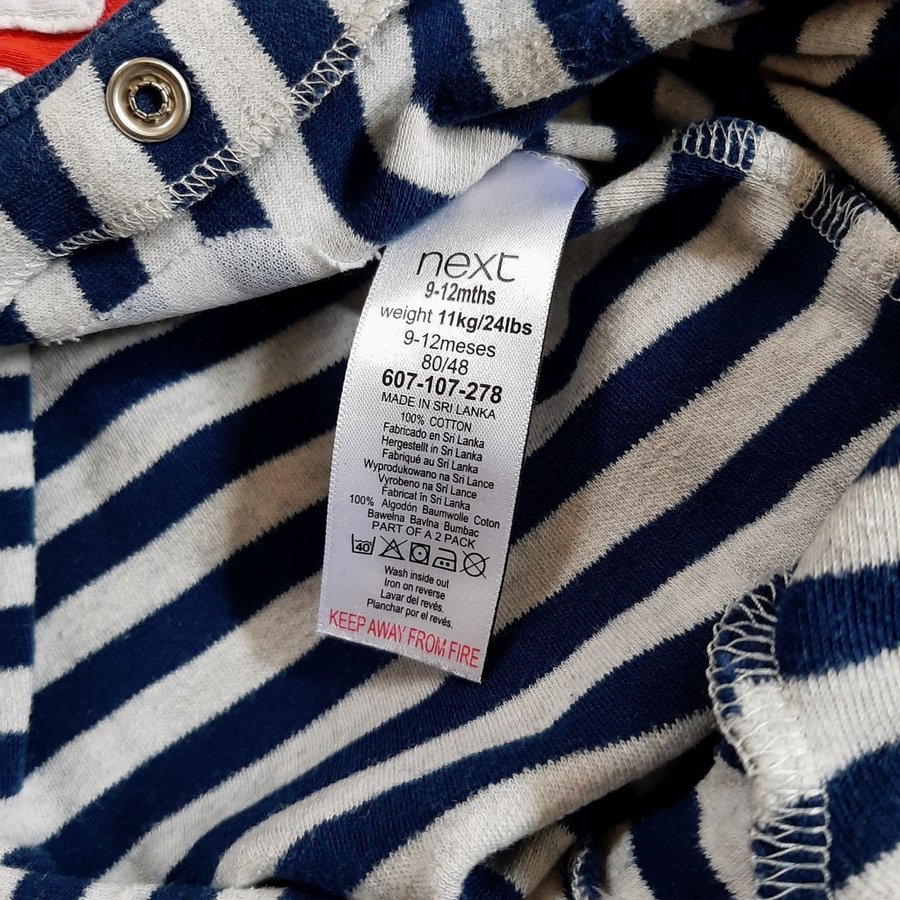 next
9-12mths
weight 11kg/24lbs
9-12meses
80/48
607-107-278
MADE IN SRI LANKA
100% COTTON
Fabricado en Sri Lanka
Hergestellt in Sri Lanka
Fabriqué au Sri Lanka
Wyprodukowano na Sri Lance
Vyrobeno na Srí Lance
Fabricat în Sri Lanka
100% Algodón Baumwolle Coton
Bawełna Bavlna Bumbac
PART OF A 2 PACK
40
Wash inside out
Iron on reverse
Lavar del revés.
Planchar por el revés.
KEEP AWAY FROM FIRE